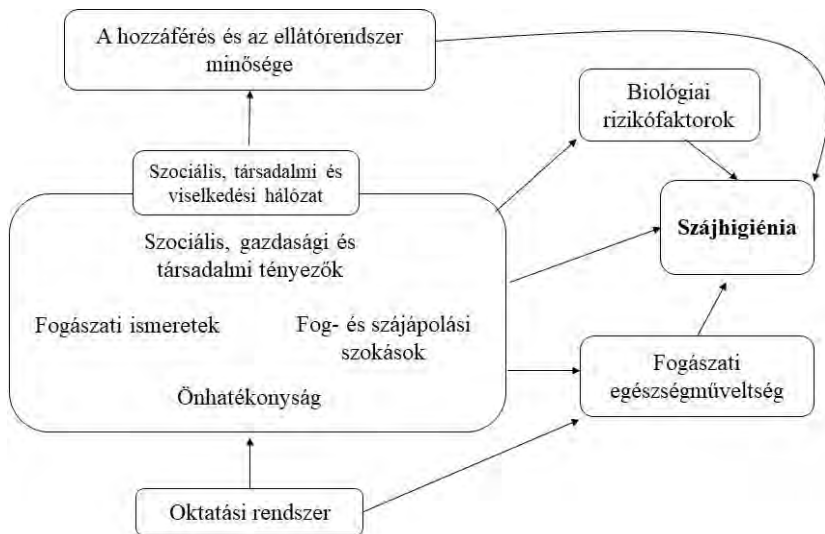 A hozzáférés és az ellátórendszer
minősége
Biológiai
rizikófaktorok
Szociális, társadalmi és
viselkedési hálózat
Szájhigiénia
Szociális, gazdasági és
társadalmi tényezők
Fogászati ismeretek
Fog- és szájápolási
szokások
Önhatékonyság
Fogászati
egészségműveltség
Oktatási rendszer